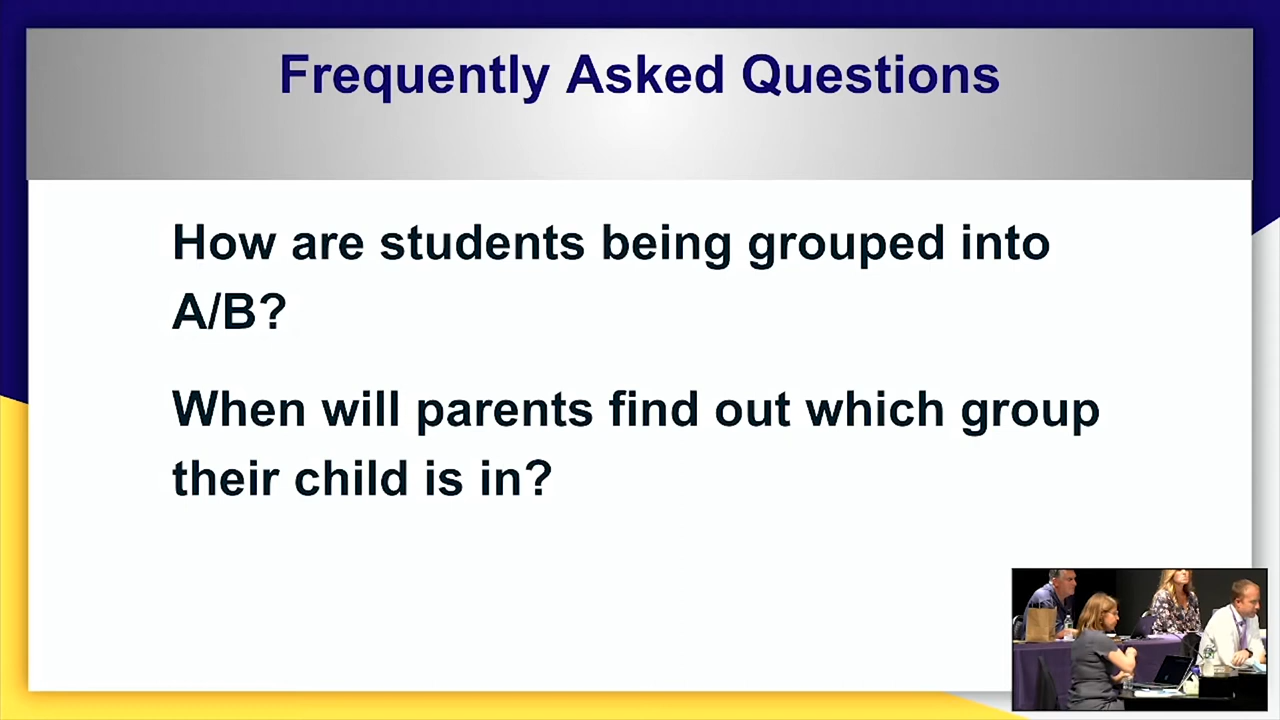 Frequently Asked Questions
How are students being grouped into
A/B?
When will parents find out which group
their child is in?